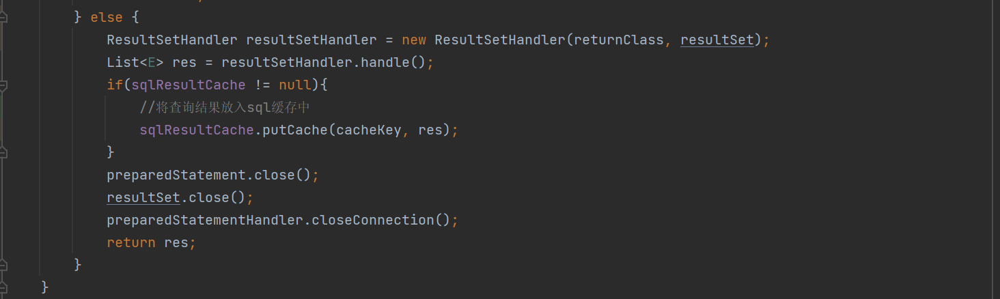 } else {
ResultSetHandler resultSetHandler = new ResultSetHandler(returnClass, resultSet);
List<E> res = resultSetHandler.handle();
if(sqlResultCache != null){
//将查询结果放入sql缓存中
sqlResultCache.putCache(cacheKey, res);
}
preparedStatement.close();
resultSet.close();
preparedStatementHandler.closeConnection();
return res;
}
}